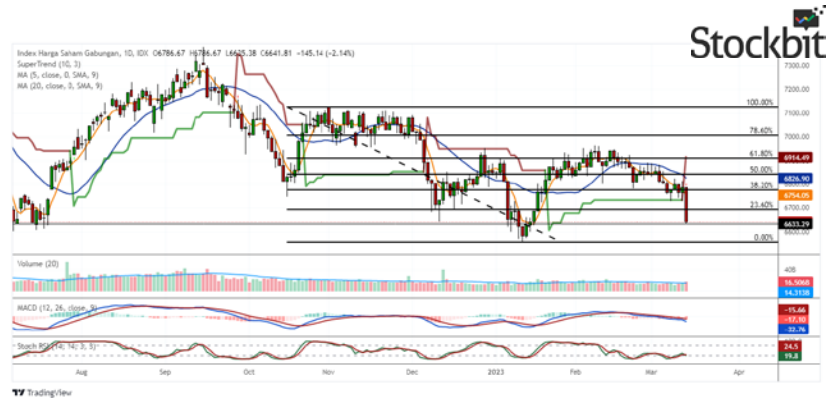 Stockbit
Index Harga Saham Gabungan, 1D, IDX O6786.67 H6786.67 L6625.38 C6641.81 -145.14 (-2.14%)
SuperTrend (10, 3)
MA (5, close, 0, SMA, 9)
MA (20, close, 0, SMA, 9)
7300.00
7200.00
100.00%
7100.00
78.60%
7000.00
61.80%
6914.49
50.00%
6826.90
38.20%
6800.00
6754.05
23.60%
6700.00
6633.29
6600.00
0.00%
Volume (20)
40B
16.506B
14.313B
MACD (12, 26, close, 9)
-15.66
-17.10
-32.76
Stoch RSI (14, 14, 3, 3)
24.5
19.8
Aug Sep Oct Nov Dec 2023 Feb Mar Apr
TradingView